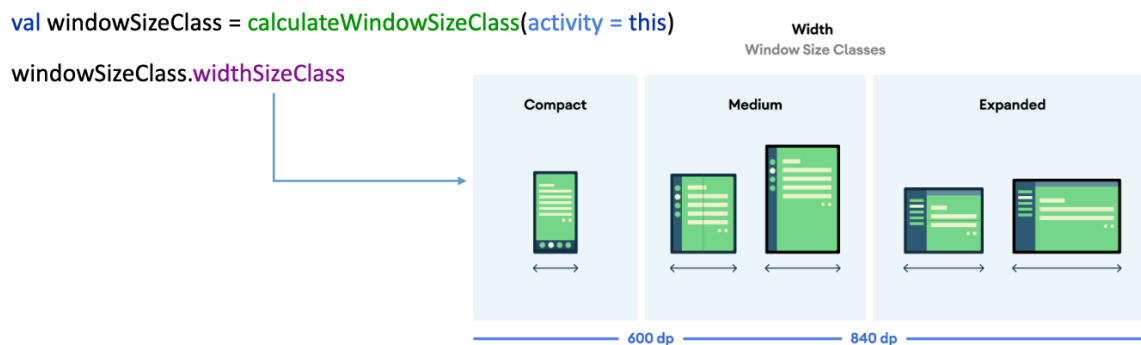 val windowSizeClass = calculateWindowSizeClass(activity = this)
windowSizeClass.widthSizeClass
Width
Window Size Classes
Compact
Medium
Expanded
600 dp
840 dp